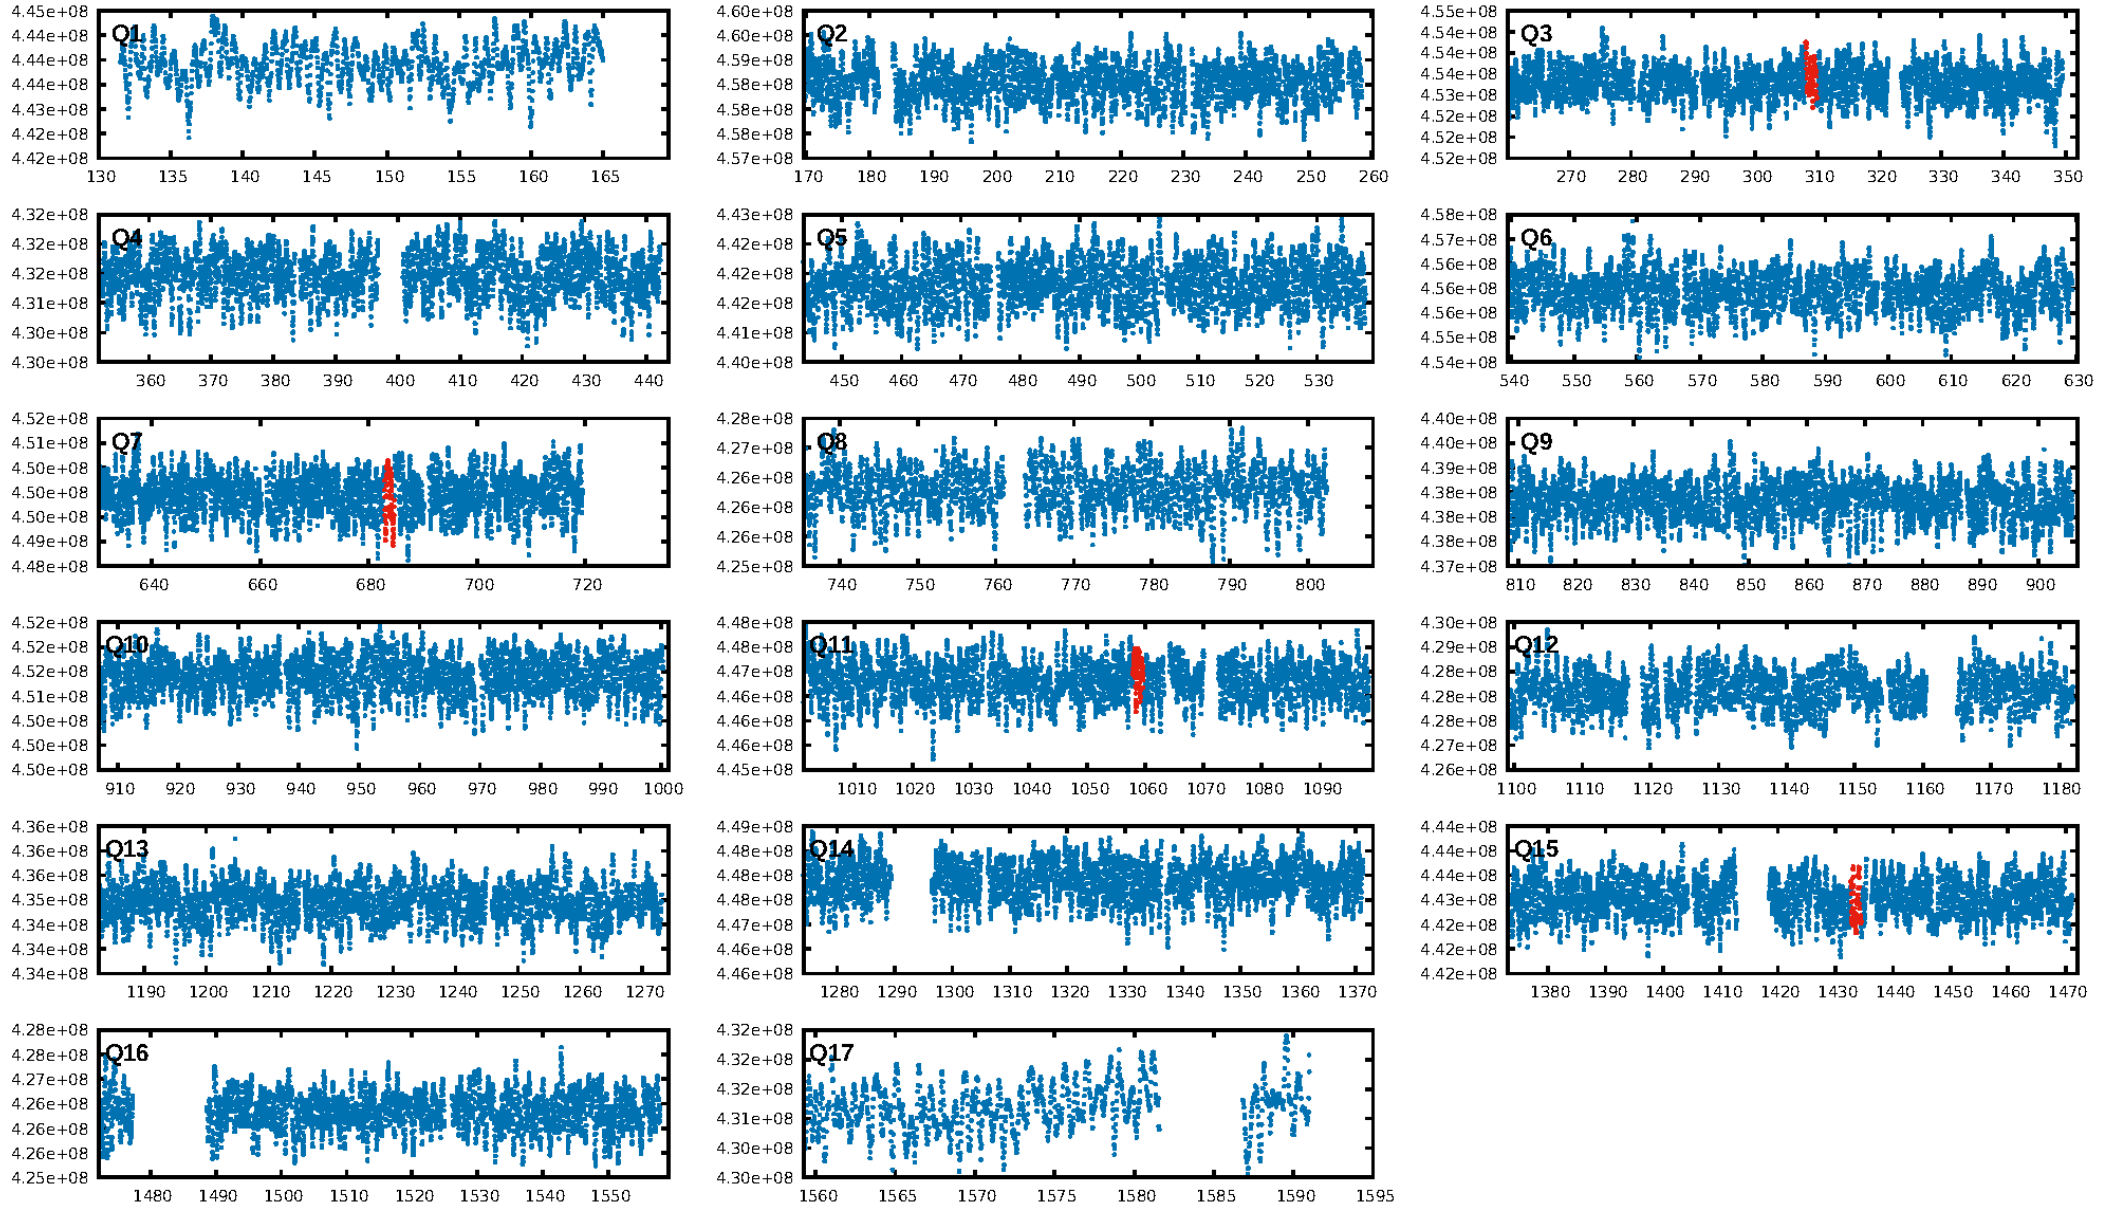 4.45e+08 4.44e+08 4.44e+08 4.44e+08 4.43e+08 4.42e+08 4.42e+08
Q1
130 135 140 145 150 155 160 165
4.60e+08 4.60e+08 4.59e+08 4.58e+08 4.58e+08 4.58e+08 4.57e+08
Q2
170 180 190 200 210 220 230 240 250 260
4.55e+08 4.54e+08 4.54e+08 4.54e+08 4.53e+08 4.52e+08 4.52e+08 4.52e+08
Q3
270 280 290 300 310 320 330 340 350
4.32e+08 4.32e+08 4.32e+08 4.31e+08 4.30e+08 4.30e+08
Q4
360 370 380 390 400 410 420 430 440
4.43e+08 4.42e+08 4.42e+08 4.42e+08 4.41e+08 4.40e+08
Q5
450 460 470 480 490 500 510 520 530
4.58e+08 4.57e+08 4.56e+08 4.56e+08 4.55e+08 4.55e+08 4.54e+08
Q6
540 550 560 570 580 590 600 610 620 630
4.52e+08 4.51e+08 4.50e+08 4.50e+08 4.50e+08 4.49e+08 4.48e+08
Q7
640 660 680 700 720
4.28e+08 4.27e+08 4.26e+08 4.26e+08 4.26e+08 4.25e+08
Q8
740 750 760 770 780 790 800
4.40e+08 4.40e+08 4.39e+08 4.38e+08 4.38e+08 4.38e+08 4.37e+08
Q9
810 820 830 840 850 860 870 880 890 900
4.52e+08 4.52e+08 4.52e+08 4.51e+08 4.50e+08 4.50e+08 4.50e+08
Q10
910 920 930 940 950 960 970 980 990 1000
4.48e+08 4.48e+08 4.47e+08 4.46e+08 4.46e+08 4.46e+08 4.45e+08
Q11
1010 1020 1030 1040 1050 1060 1070 1080 1090
4.30e+08 4.29e+08 4.28e+08 4.28e+08 4.28e+08 4.27e+08 4.26e+08
Q12
1100 1110 1120 1130 1140 1150 1160 1170 1180
4.36e+08 4.36e+08 4.36e+08 4.35e+08 4.34e+08 4.34e+08 4.34e+08
Q13
1190 1200 1210 1220 1230 1240 1250 1260 1270
4.49e+08 4.48e+08 4.48e+08 4.48e+08 4.47e+08 4.46e+08 4.46e+08
Q14
1280 1290 1300 1310 1320 1330 1340 1350 1360 1370
4.44e+08 4.44e+08 4.44e+08 4.43e+08 4.42e+08 4.42e+08 4.42e+08
Q15
1380 1390 1400 1410 1420 1430 1440 1450 1460 1470
4.28e+08 4.28e+08 4.27e+08 4.26e+08 4.26e+08 4.26e+08 4.25e+08
Q16
1480 1490 1500 1510 1520 1530 1540 1550
4.32e+08 4.32e+08 4.32e+08 4.31e+08 4.30e+08 4.30e+08
Q17
1560 1565 1570 1575 1580 1585 1590 1595